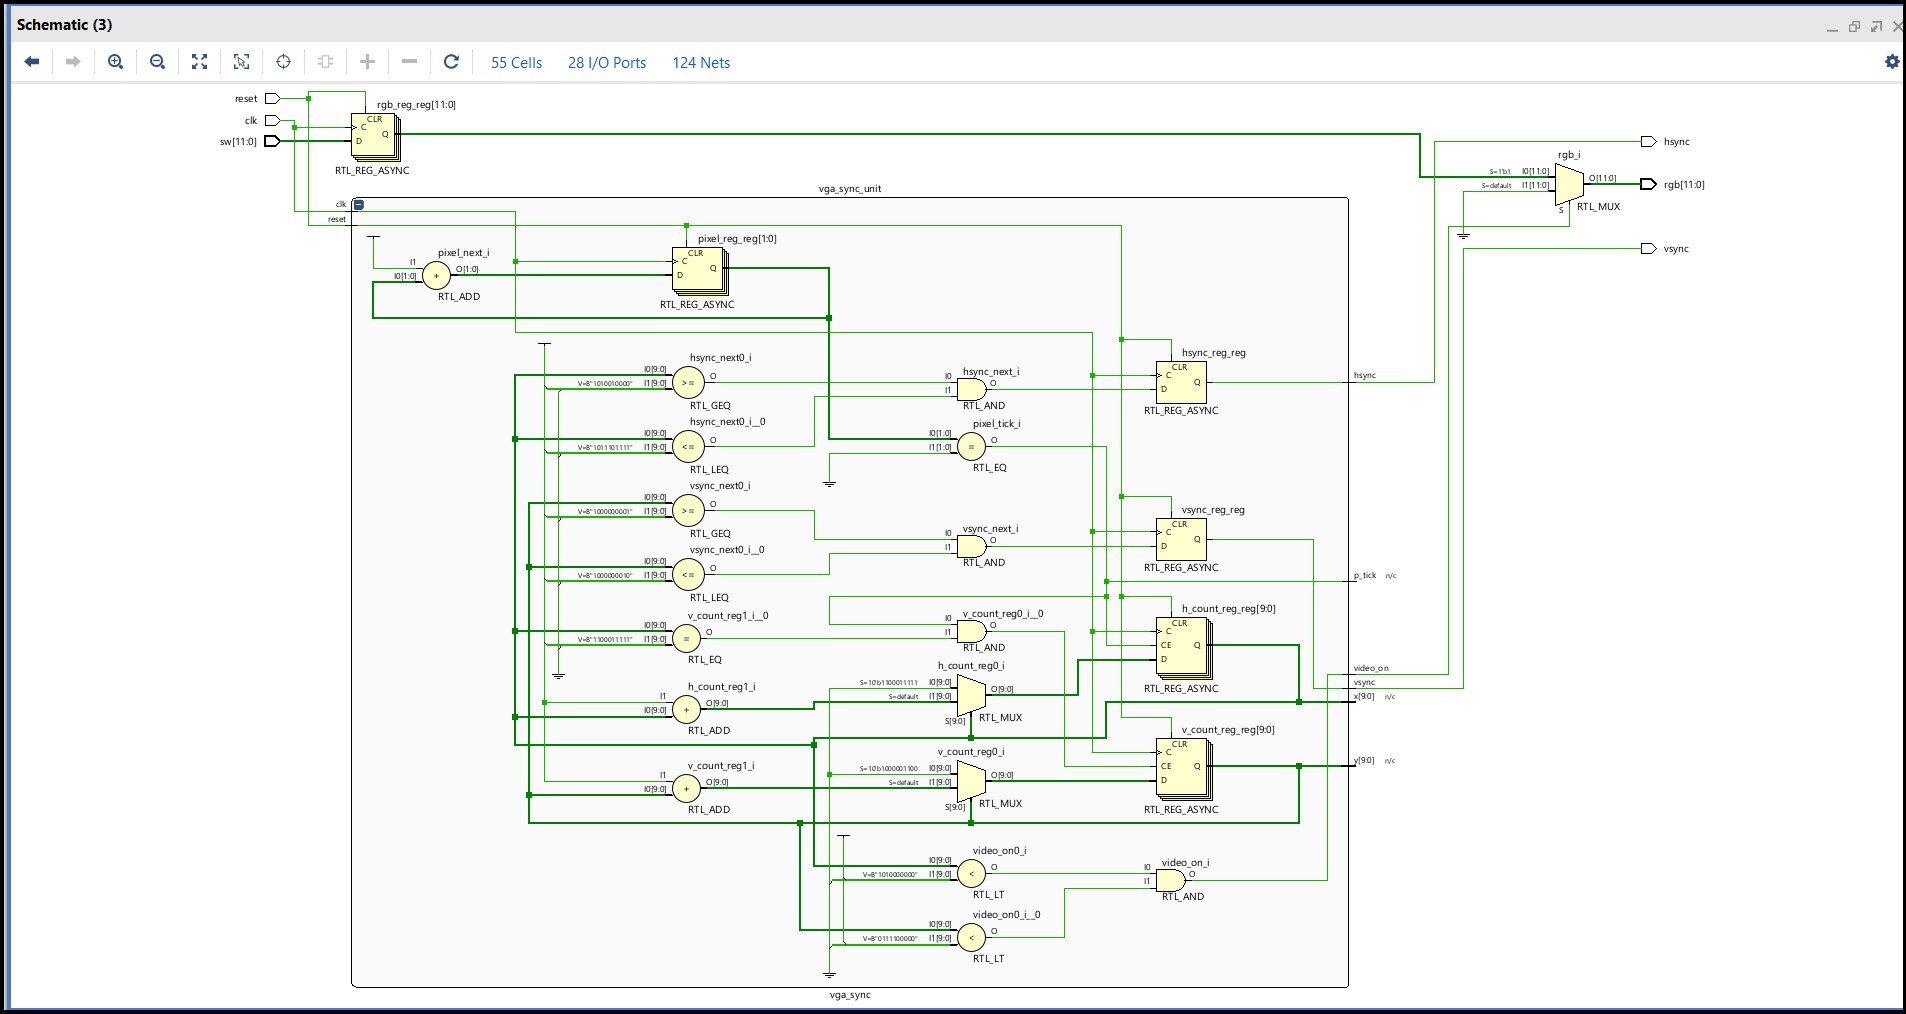 Schematic (3)
55 Cells 28 I/O Ports 124 Nets
reset
clk
sw[11:0]
rgb_reg_reg[11:0]
CLR
C
D
Q
RTL_REG_ASYNC
hsync
rgb_i
S=1'b1 I0[11:0]
S=default I1[11:0]
S
O[11:0]
RTL_MUX
rgb[11:0]
vsync
vga_sync_unit
clk
reset
pixel_next_i
I1
I0[1:0]
+
O[1:0]
RTL_ADD
pixel_reg_reg[1:0]
CLR
C
D
Q
RTL_REG_ASYNC
hsync_next0_i
I0[9:0]
V=B"1010010000" I1[9:0]
>=
O
RTL_GEQ
hsync_next0_i__0
I0[9:0]
V=B"1011101111" I1[9:0]
<=
O
RTL_LEQ
vsync_next0_i
I0[9:0]
V=B"1000000001" I1[9:0]
>=
O
RTL_GEQ
vsync_next0_i__0
I0[9:0]
V=B"1000000010" I1[9:0]
<=
O
RTL_LEQ
v_count_reg1_i__0
I0[9:0]
V=B"1100011111" I1[9:0]
=
O
RTL_EQ
h_count_reg1_i
I1
I0[9:0]
+
O[9:0]
RTL_ADD
v_count_reg1_i
I1
I0[9:0]
+
O[9:0]
RTL_ADD
hsync_next_i
I0
I1
O
RTL_AND
pixel_tick_i
I0[1:0]
I1[1:0]
=
O
RTL_EQ
vsync_next_i
I0
I1
O
RTL_AND
v_count_reg0_i__0
I0
I1
O
RTL_AND
h_count_reg0_i
S=10'b1100011111 I0[9:0]
S=default I1[9:0]
S[9:0]
O[9:0]
RTL_MUX
v_count_reg0_i
S=10'b1000001100 I0[9:0]
S=default I1[9:0]
S[9:0]
O[9:0]
RTL_MUX
video_on0_i
I0[9:0]
V=B"1010000000" I1[9:0]
<
O
RTL_LT
video_on0_i__0
I0[9:0]
V=B"0111100000" I1[9:0]
<
O
RTL_LT
hsync_reg_reg
CLR
C
D
Q
RTL_REG_ASYNC
vsync_reg_reg
CLR
C
D
Q
RTL_REG_ASYNC
h_count_reg_reg[9:0]
CLR
C
CE
D
Q
RTL_REG_ASYNC
v_count_reg_reg[9:0]
CLR
C
CE
D
Q
RTL_REG_ASYNC
video_on_i
I0
I1
O
RTL_AND
hsync
p_tick n/c
video_on
vsync
x[9:0] n/c
y[9:0] n/c
vga_sync